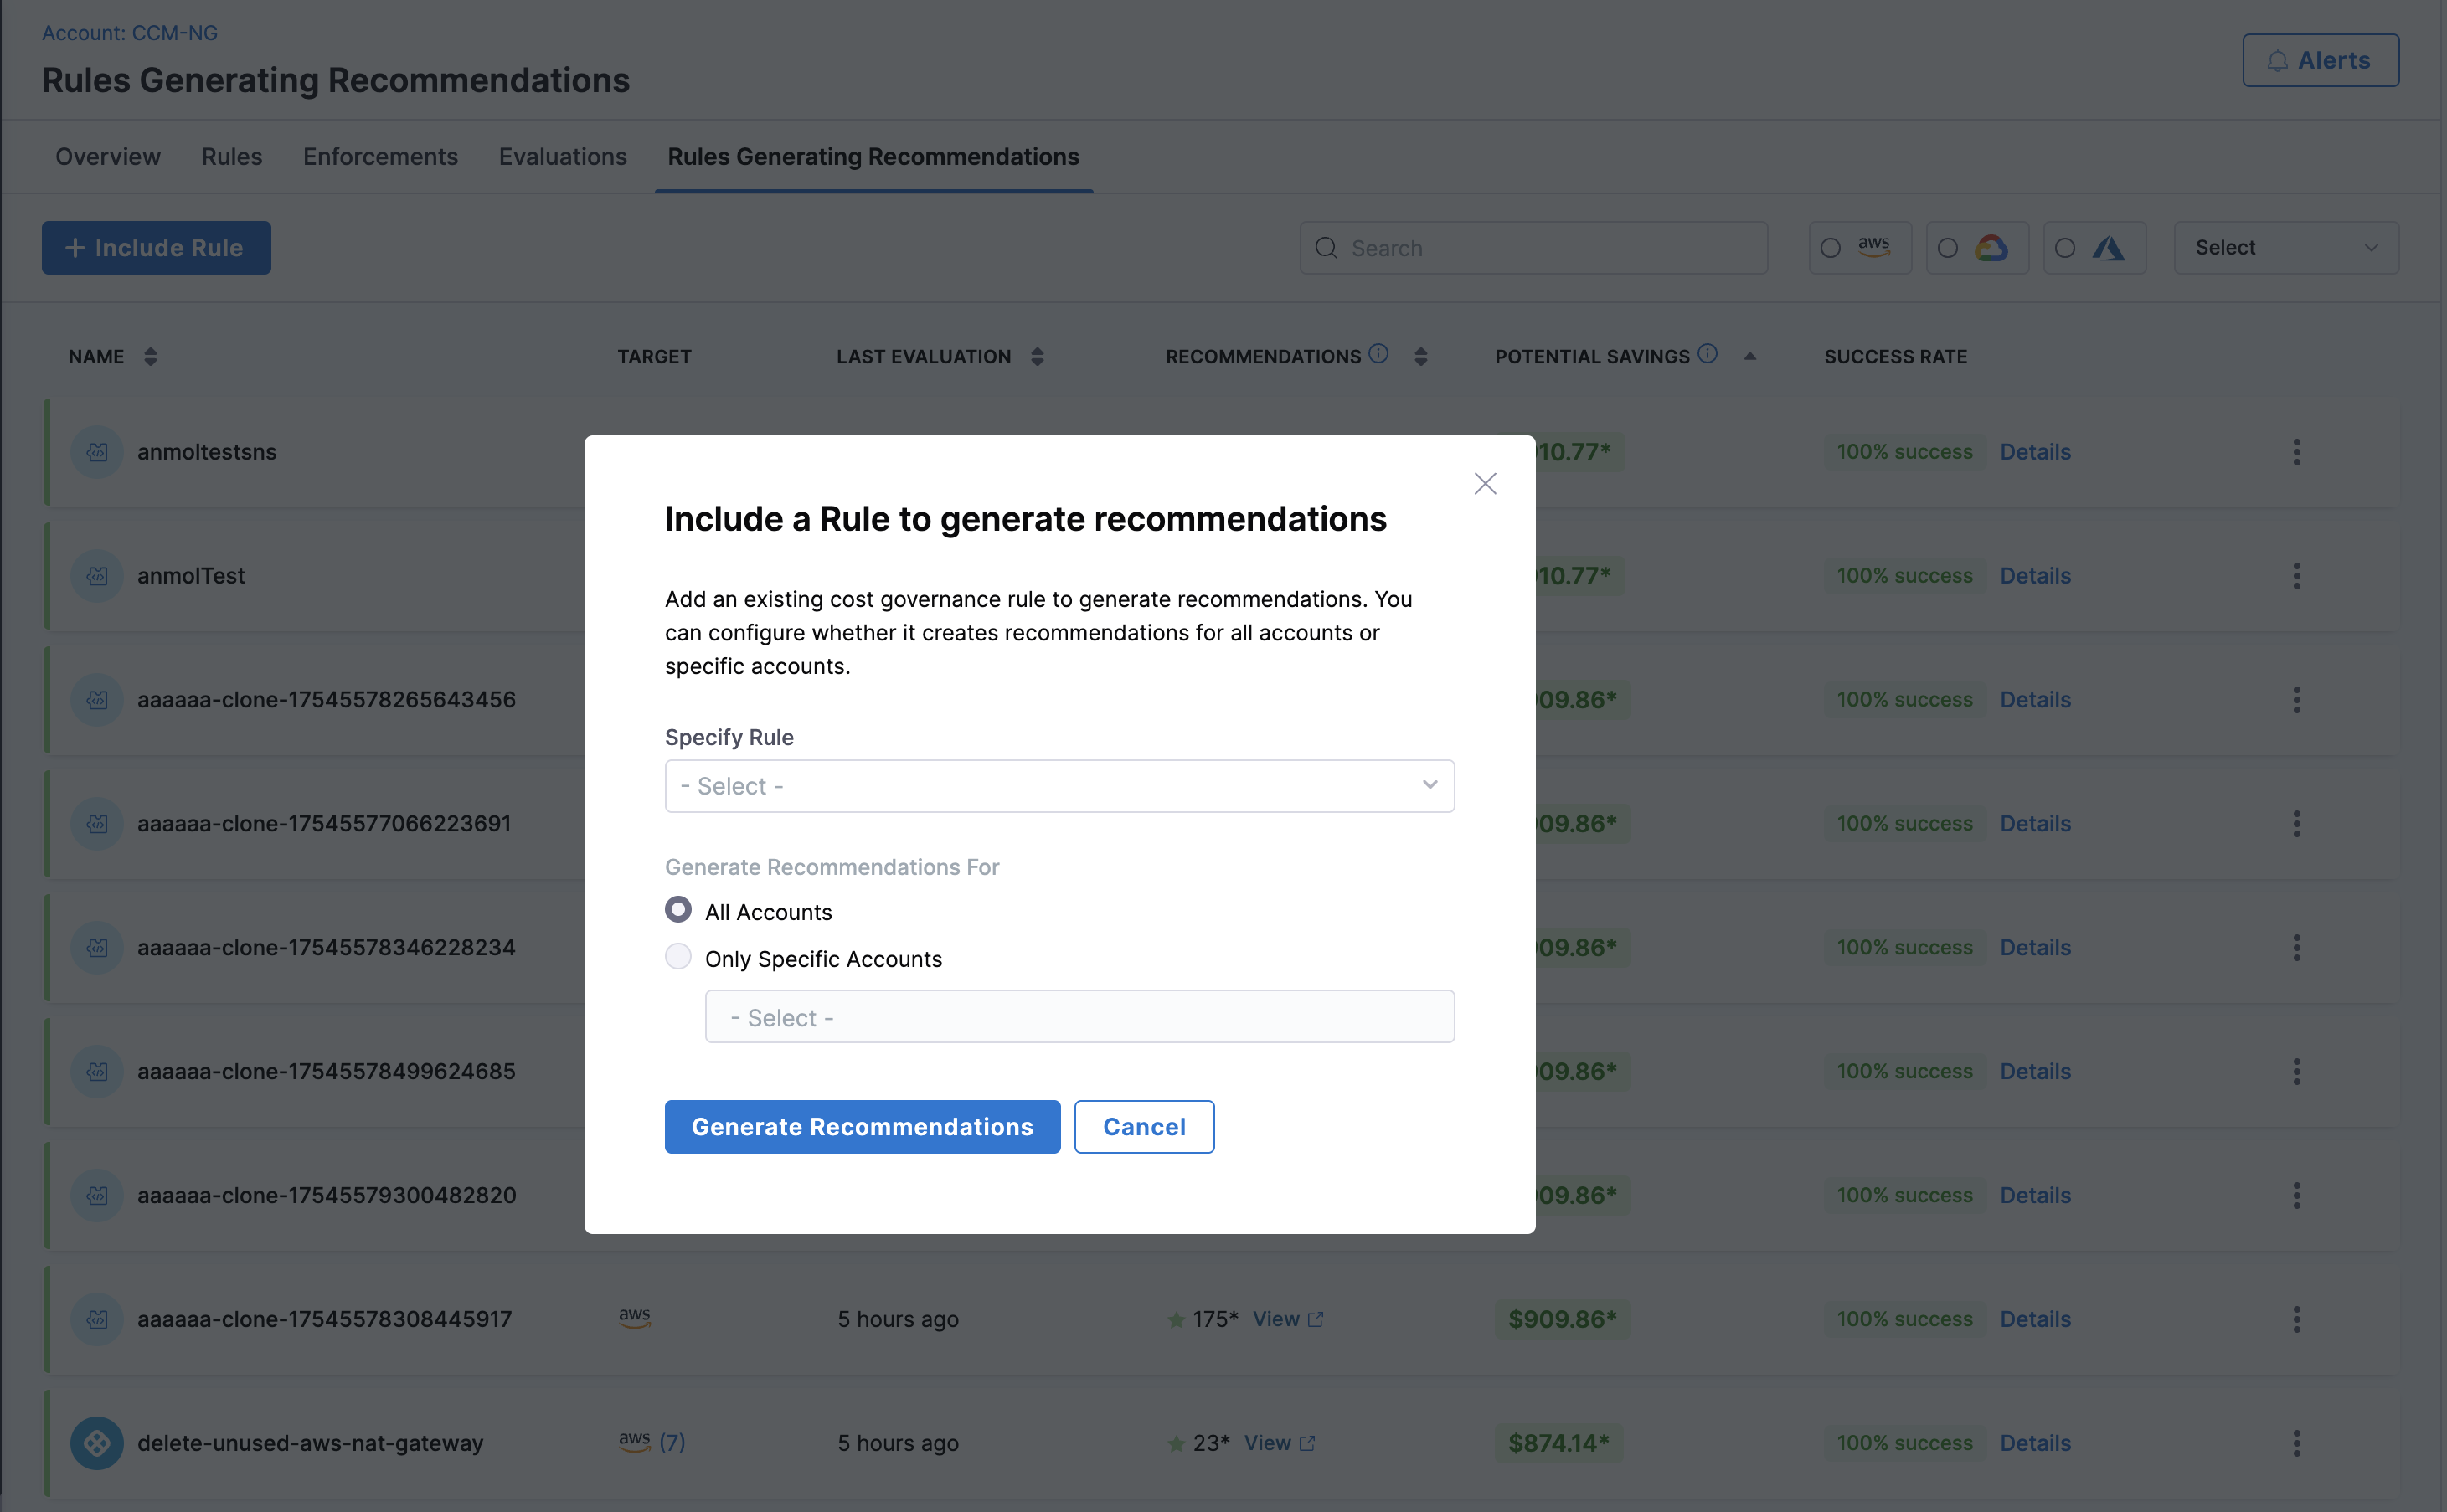 Account: CCM-NG
Rules Generating Recommendations
Alerts
Overview Rules Enforcements Evaluations Rules Generating Recommendations
+ Include Rule Search aws Select
NAME TARGET LAST EVALUATION RECOMMENDATIONS POTENTIAL SAVINGS SUCCESS RATE
anmoltestsns 10.77* 100% success Details
anmolTest 10.77* 100% success Details
aaaaaa-clone-17545578265643456 09.86* 100% success Details
aaaaaa-clone-17545577066223691 09.86* 100% success Details
aaaaaa-clone-17545578346228234 09.86* 100% success Details
aaaaaa-clone-17545578499624685 09.86* 100% success Details
aaaaaa-clone-17545579300482820 09.86* 100% success Details
aaaaaa-clone-17545578308445917 aws 5 hours ago 175* View $909.86* 100% success Details
delete-unused-aws-nat-gateway aws (7) 5 hours ago 23* View $874.14* 100% success Details
Include a Rule to generate recommendations
Add an existing cost governance rule to generate recommendations. You
can configure whether it creates recommendations for all accounts or
specific accounts.
Specify Rule
- Select -
Generate Recommendations For
All Accounts
Only Specific Accounts
- Select -
Generate Recommendations Cancel